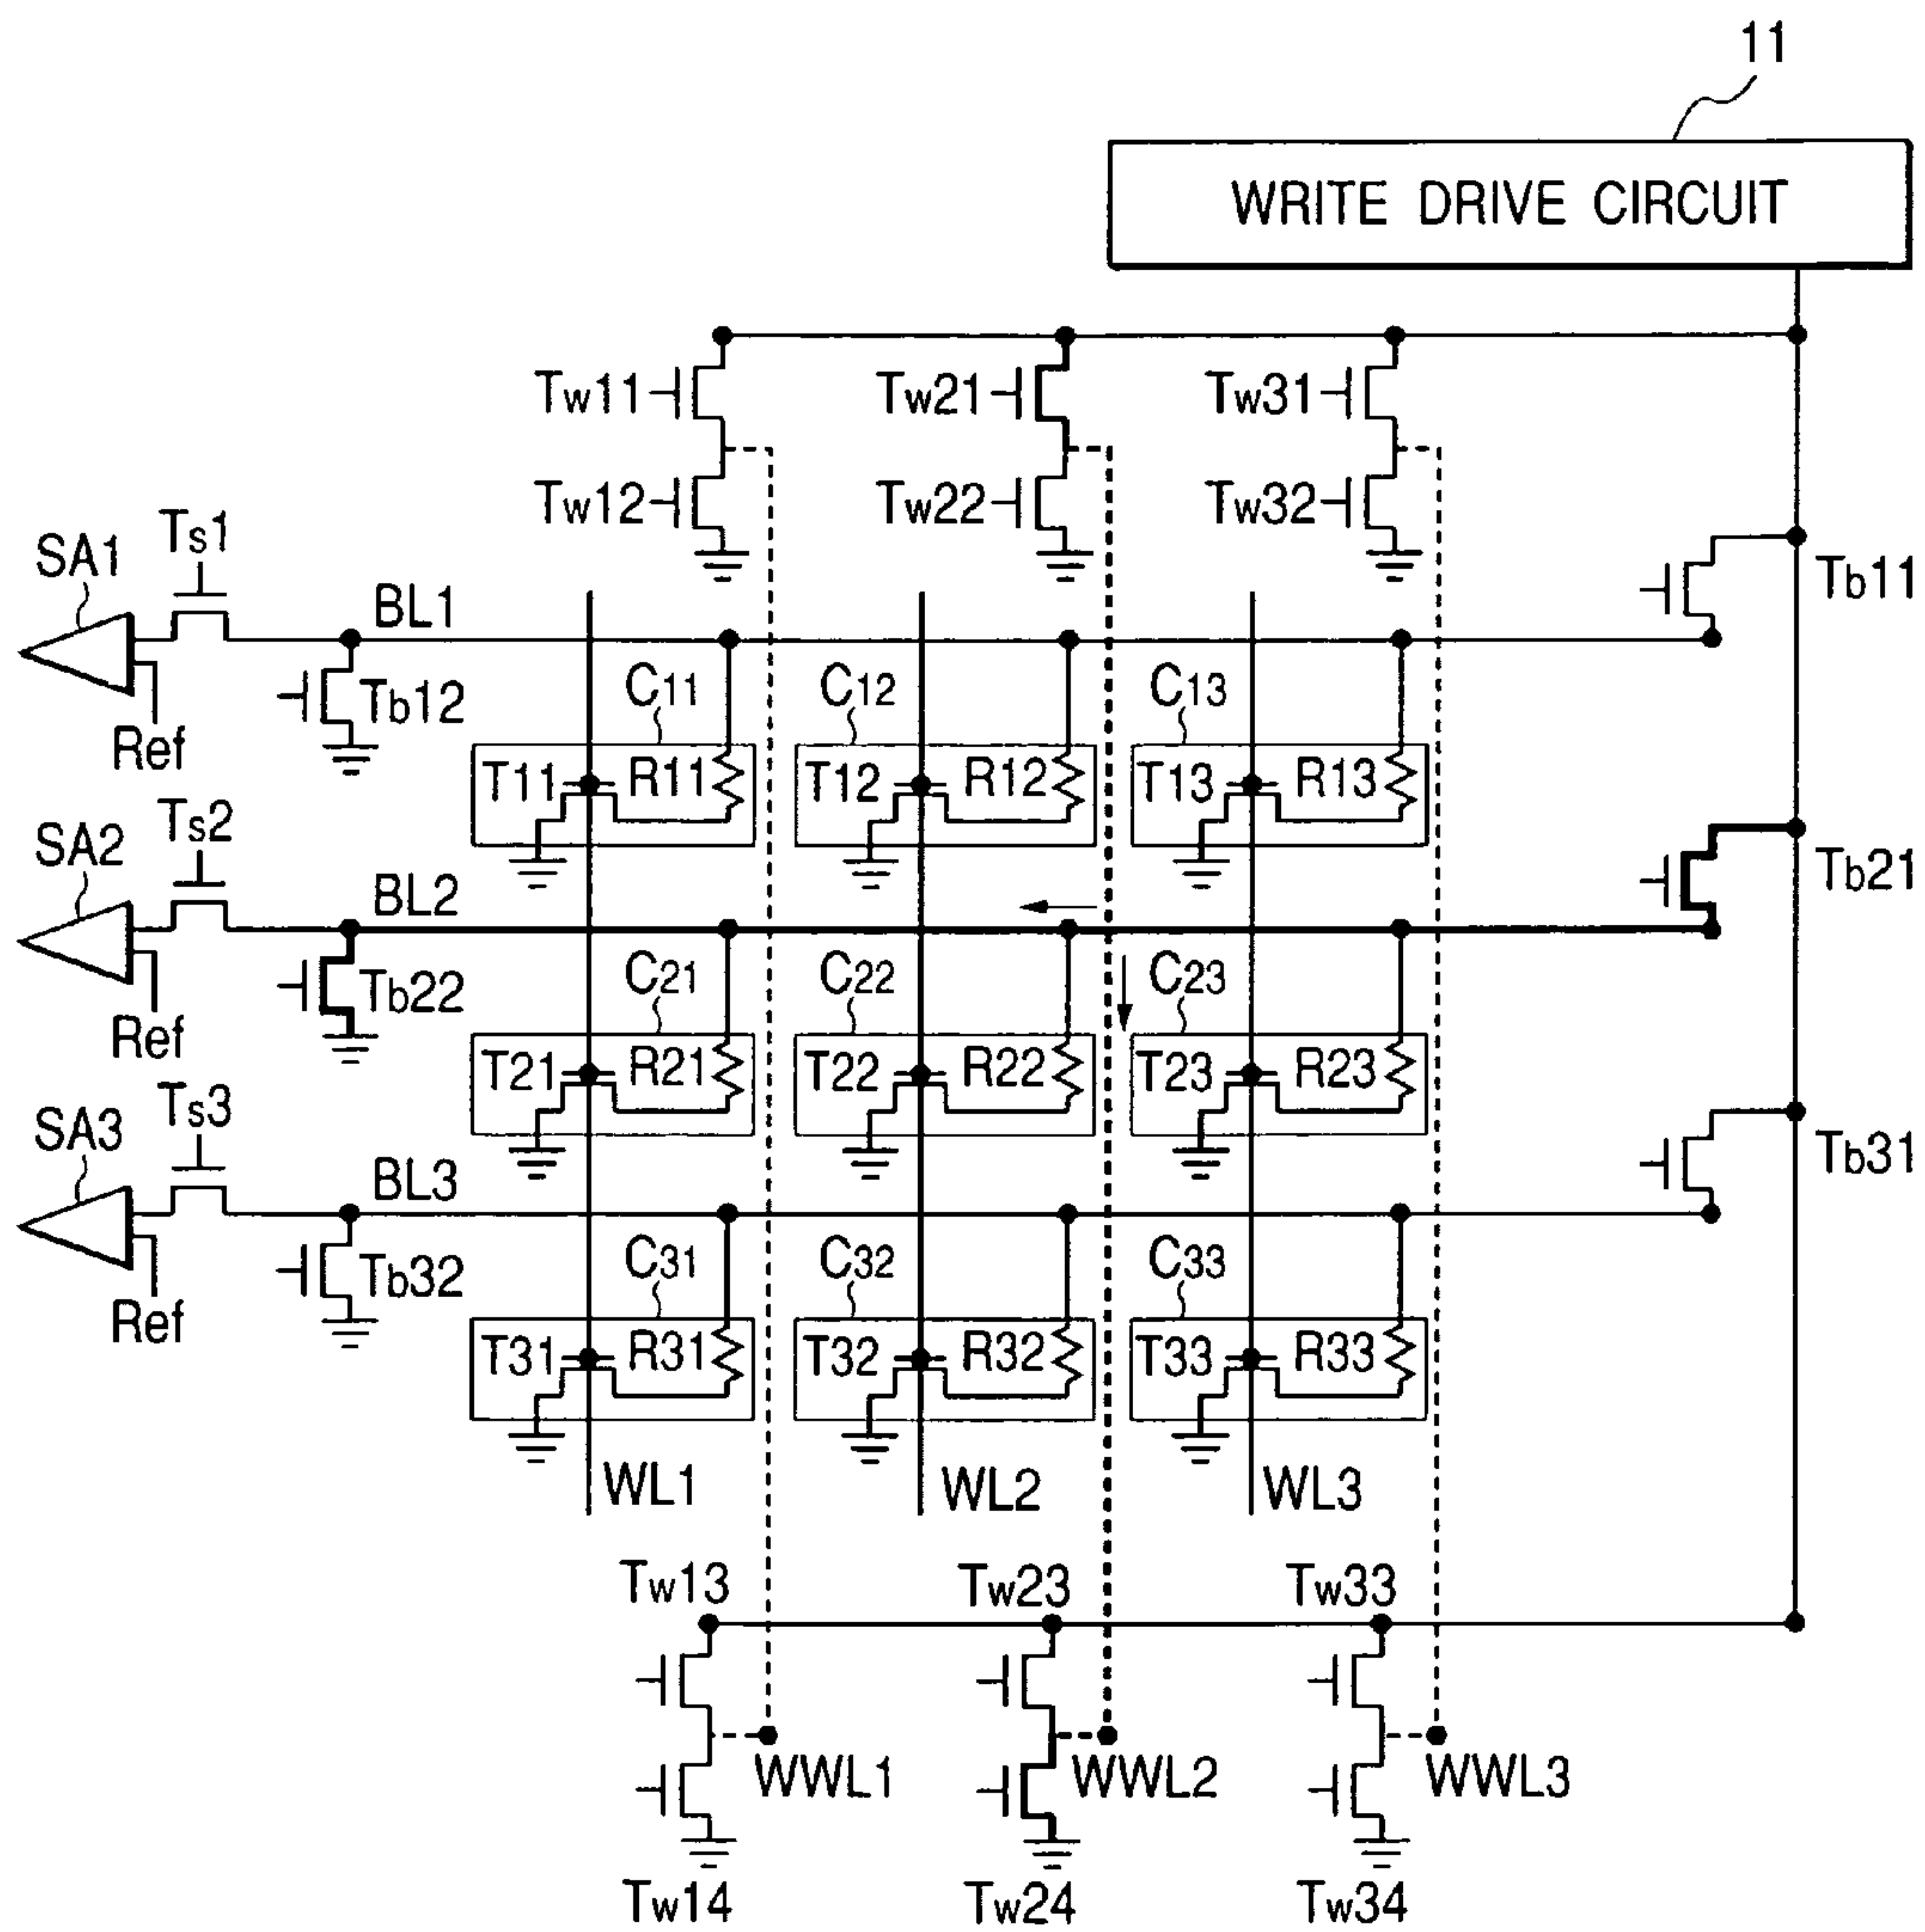 11
WRITE DRIVE CIRCUIT
Tw11 Tw21 Tw31
Tw12 Tw22 Tw32
SA1 Ts1 BL1 Tb11
Ref Tb12 C11 C12 C13
T11 R11 T12 R12 T13 R13
SA2 Ts2 BL2 Tb21
Ref Tb22 C21 C22 C23
T21 R21 T22 R22 T23 R23
SA3 Ts3 BL3 Tb31
Ref Tb32 C31 C32 C33
T31 R31 T32 R32 T33 R33
WL1 WL2 WL3
Tw13 Tw23 Tw33
WWL1 WWL2 WWL3
Tw14 Tw24 Tw34